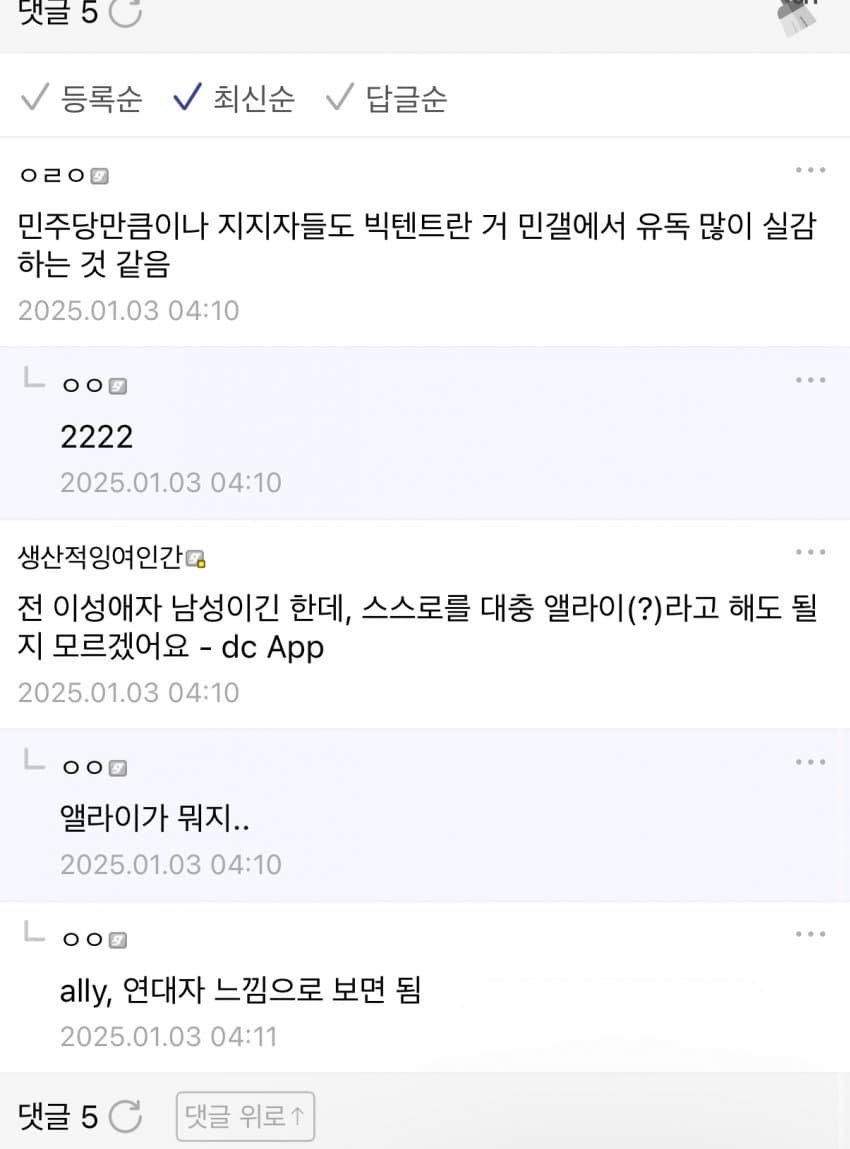 댓글 5
등록순 최신순 답글순
ㅇㄹㅇ
민주당만큼이나 지지자들도 빅텐트란 거 민갤에서 유독 많이 실감
하는 것 같음
2025.01.03 04:10
ㅇㅇ
2222
2025.01.03 04:10
생산적잉여인간
전 이성애자 남성이긴 한데, 스스로를 대충 앨라이(?)라고 해도 될
지 모르겠어요 - dc App
2025.01.03 04:10
ㅇㅇ
앨라이가 뭐지..
2025.01.03 04:10
ㅇㅇ
ally, 연대자 느낌으로 보면 됨
2025.01.03 04:11
댓글 5 댓글 위로↑